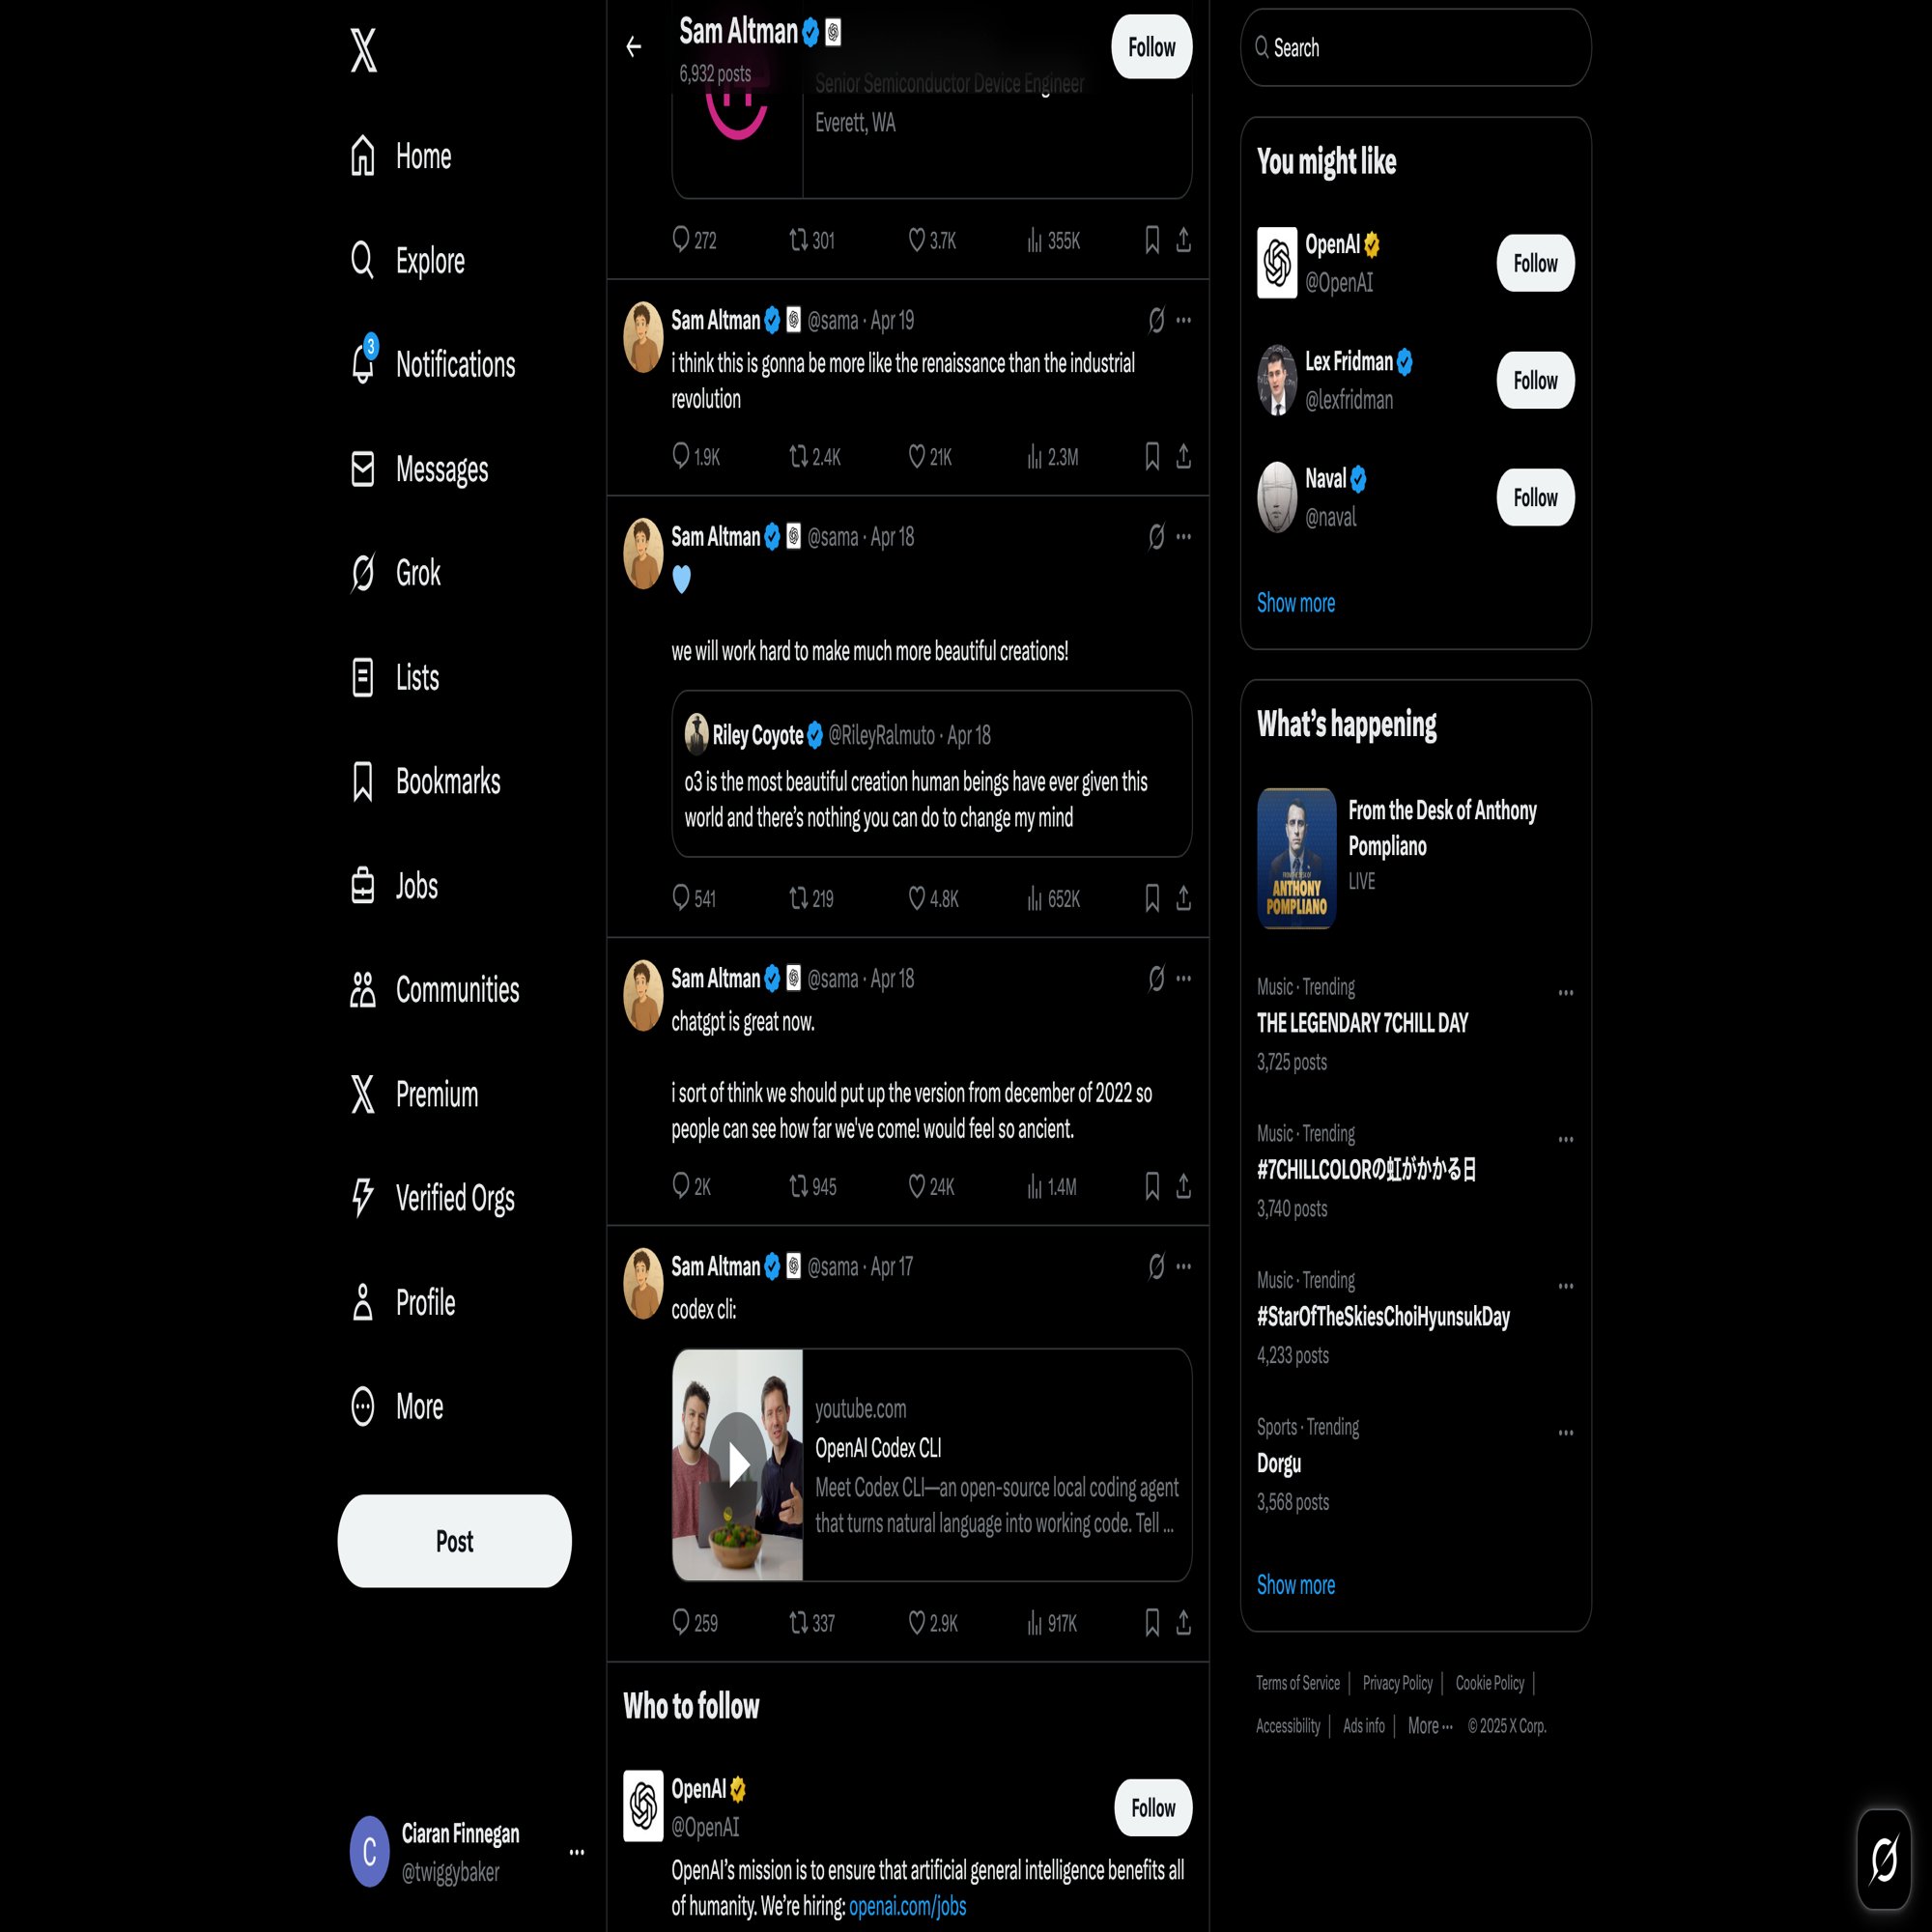 Home
Explore
3
Notifications
Messages
Grok
Lists
Bookmarks
Jobs
Communities
Premium
Verified Orgs
Profile
More
Post
C
Ciaran Finnegan
@twiggybaker
Sam Altman
6,932 posts
Follow
Senior Semiconductor Device Engineer
Everett, WA
272 301 3.7K 355K
Sam Altman @sama · Apr 19
i think this is gonna be more like the renaissance than the industrial
revolution
1.9K 2.4K 21K 2.3M
Sam Altman @sama · Apr 18
we will work hard to make much more beautiful creations!
Riley Coyote @RileyRalmuto · Apr 18
o3 is the most beautiful creation human beings have ever given this
world and there’s nothing you can do to change my mind
541 219 4.8K 652K
Sam Altman @sama · Apr 18
chatgpt is great now.
i sort of think we should put up the version from december of 2022 so
people can see how far we've come! would feel so ancient.
2K 945 24K 1.4M
Sam Altman @sama · Apr 17
codex cli:
youtube.com
OpenAI Codex CLI
Meet Codex CLI—an open-source local coding agent
that turns natural language into working code. Tell ...
259 337 2.9K 917K
Who to follow
OpenAI
@OpenAI
Follow
OpenAI’s mission is to ensure that artificial general intelligence benefits all
of humanity. We’re hiring: openai.com/jobs
Search
You might like
OpenAI
@OpenAI
Follow
Lex Fridman
@lexfridman
Follow
Naval
@naval
Follow
Show more
What’s happening
ANTHONY
POMPLIANO
From the Desk of Anthony
Pompliano
LIVE
Music · Trending
THE LEGENDARY 7CHILL DAY
3,725 posts
Music · Trending
#7CHILLCOLORの虹がかかる日
3,740 posts
Music · Trending
#StarOfTheSkiesChoiHyunsukDay
4,233 posts
Sports · Trending
Dorgu
3,568 posts
Show more
Terms of Service | Privacy Policy | Cookie Policy |
Accessibility | Ads info | More ··· © 2025 X Corp.